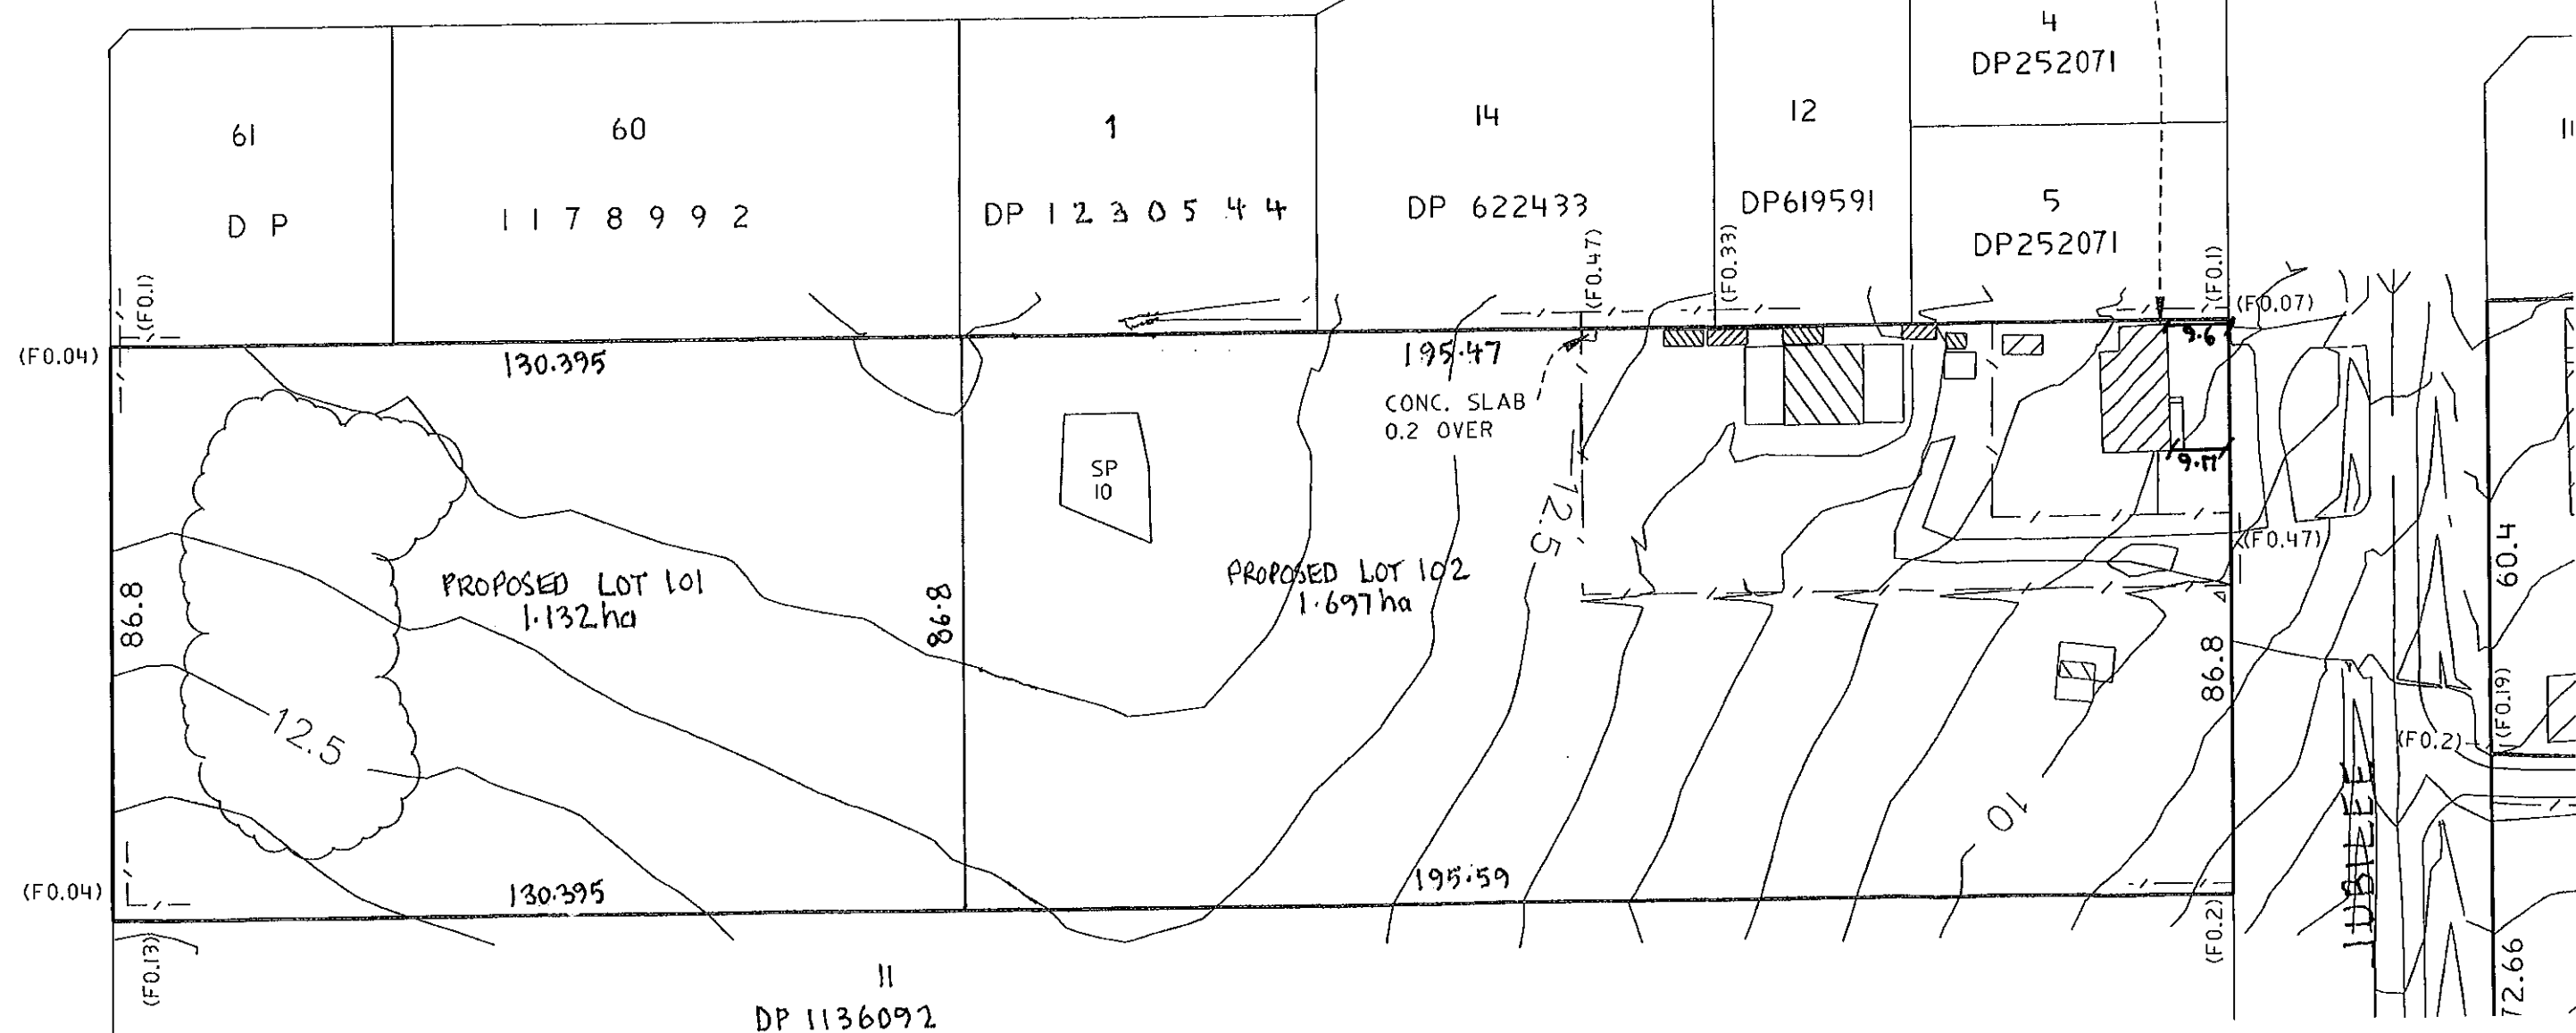 4
DP252071
61
60
1
14
12
D P
1 1 7 8 9 9 2
DP 1 2 3 0 5 4 4
DP 622433
DP619591
5
DP252071
(F0.1)
(F0.47)
(F0.33)
(F0.1)
(F0.07)
(F0.04)
130.395
195.47
9.6
CONC. SLAB
0.2 OVER
SP
10
9.77
12.5
(F0.47)
60.4
PROPOSED LOT 101
1.132 ha
PROPOSED LOT 102
1.697 ha
86.8
86.8
86.8
12.5
(F0.19)
(F0.2)
10
JUBILEE
(F0.04)
130.395
195.59
(F0.13)
(F0.2)
72.66
11
DP 1136092